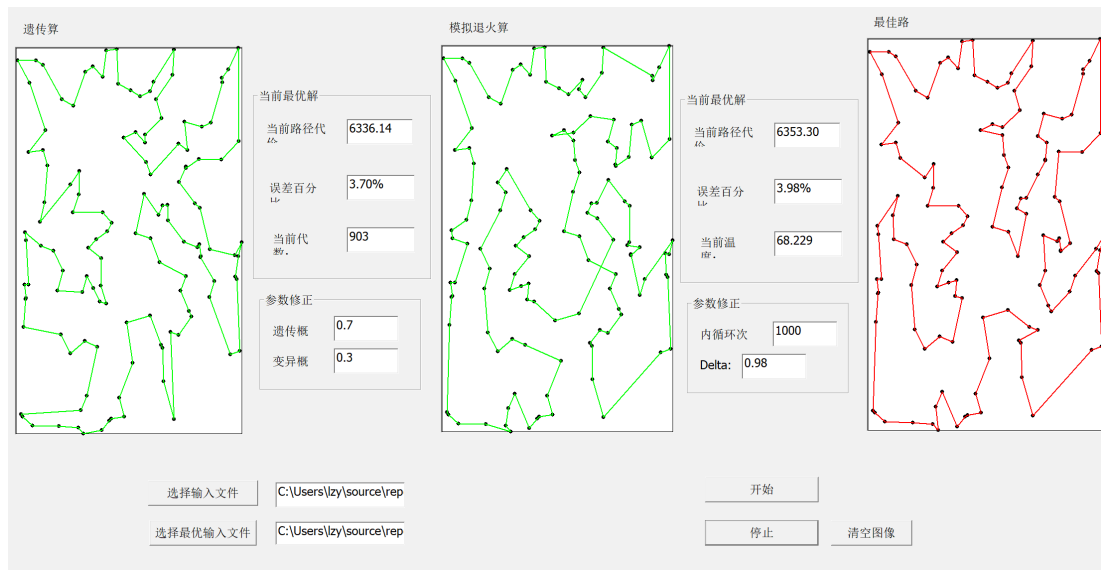 遗传算
模拟退火算
最佳路
当前最优解
当前路径代
6336.14
误差百分
3.70%
当前代
数:
903
参数修正
遗传概
0.7
变异概
0.3
当前最优解
当前路径代
6353.30
误差百分
3.98%
当前温
度:
68.229
参数修正
内循环次
1000
Delta:
0.98
选择输入文件
C:\Users\lzy\source\rep
选择最优输入文件
C:\Users\lzy\source\rep
开始
停止
清空图像